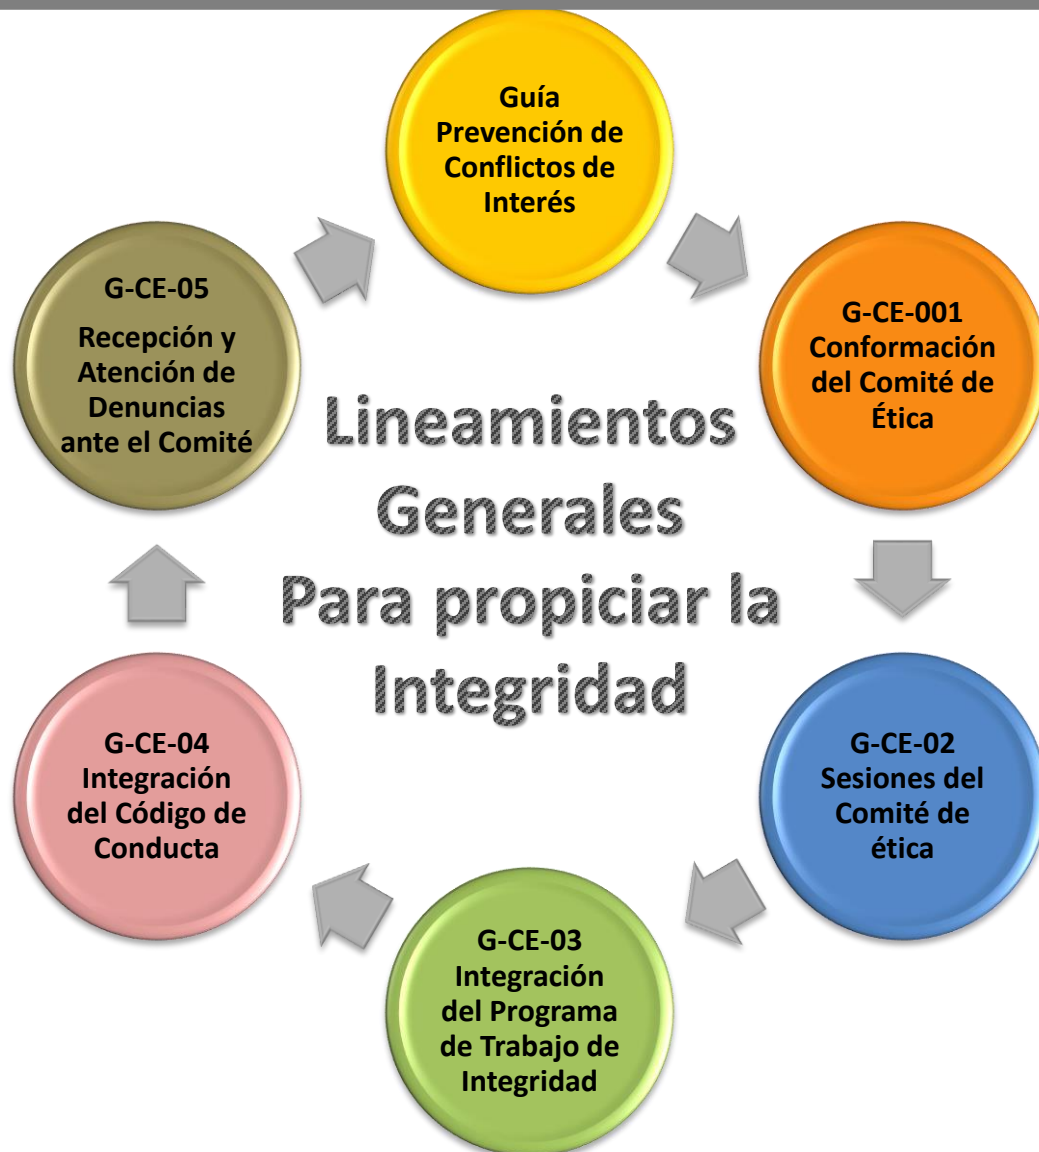 Guía
Prevención de
Conflictos de
Interés
G-CE-001
Conformación
del Comité de
Ética
G-CE-02
Sesiones del
Comité de
ética
G-CE-03
Integración
del Programa
de Trabajo de
Integridad
G-CE-04
Integración
del Código de
Conducta
G-CE-05
Recepción y
Atención de
Denuncias
ante el Comité
Lineamientos
Generales
Para propiciar la
Integridad